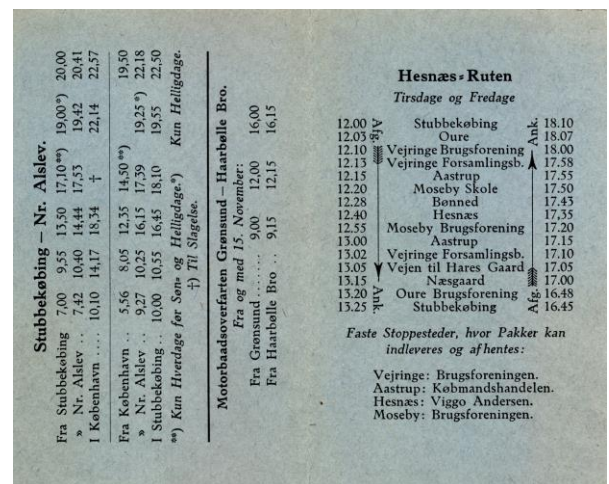 Stubbekøbing — Nr. Alslev.
Fra Stubbekøbing 7,00 9,55 13,50 17,10**) 19,00*) 20,00
» Nr. Alslev .. 7,42 10,40 14,44 17,53 19,42 20,41
I København .... 10,10 14,17 18,34 † 22,14 22,57
Fra København .. 5,56 8,05 12,35 14,50**) 19,50
» Nr. Alslev .. 9,27 10,25 16,15 17,39 19,25*) 22,18
I Stubbekøbing .. 10,00 10,55 16,45 18,10 19,55 22,50
**) Kun Hverdage før Søn- og Helligdage.*) Kun Helligdage.
†) Til Slagelse.
Motorbaadsoverfarten Grønsund — Haarbølle Bro.
Fra og med 15. November:
Fra Grønsund ........ 9,00 12,00 16,00
Fra Haarbølle Bro .. 9,15 12,15 16,15
Hesnæs-Ruten
Tirsdage og Fredage
12.00 Afg. Stubbekøbing Ank. 18.10
12.03 Oure 18.07
12.10 Vejringe Brugsforening 18.00
12.13 Vejringe Forsamlingsb. 17.58
12.15 Aastrup 17.55
12.20 Moseby Skole 17.50
12.28 Bønned 17.43
12.40 Hesnæs 17,35
12.55 Moseby Brugsforening 17.20
13.00 Aastrup 17.15
13.02 Vejringe Forsamlingsb. 17.10
13.05 Vejen til Hares Gaard 17.05
13.15 Næsgaard 17.00
13.20 Oure Brugsforening 16.48
13.25 Ank. Stubbekøbing Afg. 16.45
Faste Stoppesteder, hvor Pakker kan
indleveres og afhentes:
Vejringe: Brugsforeningen.
Aastrup: Købmandshandelen.
Hesnæs: Viggo Andersen.
Moseby: Brugsforeningen.